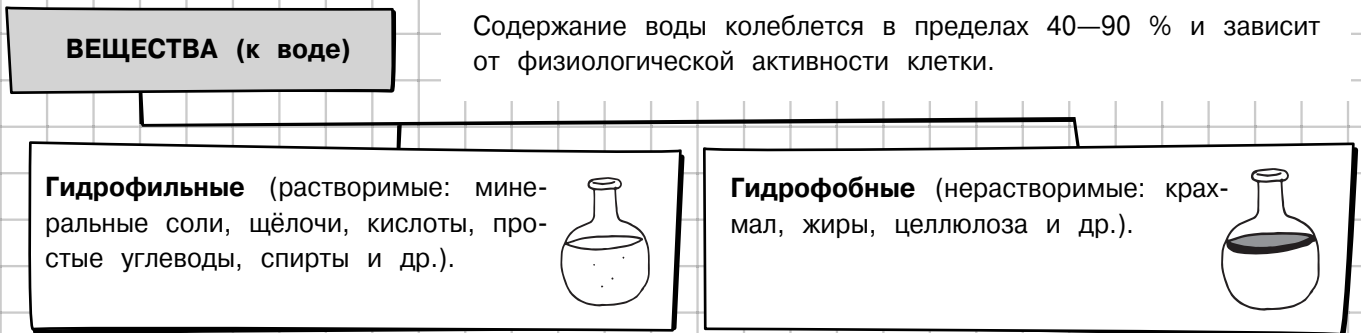 ВЕЩЕСТВА (к воде)
Содержание воды колеблется в пределах 40—90 % и зависит
от физиологической активности клетки.
Гидрофильные (растворимые: мине-
ральные соли, щёлочи, кислоты, про-
стые углеводы, спирты и др.).
Гидрофобные (нерастворимые: крах-
мал, жиры, целлюлоза и др.).